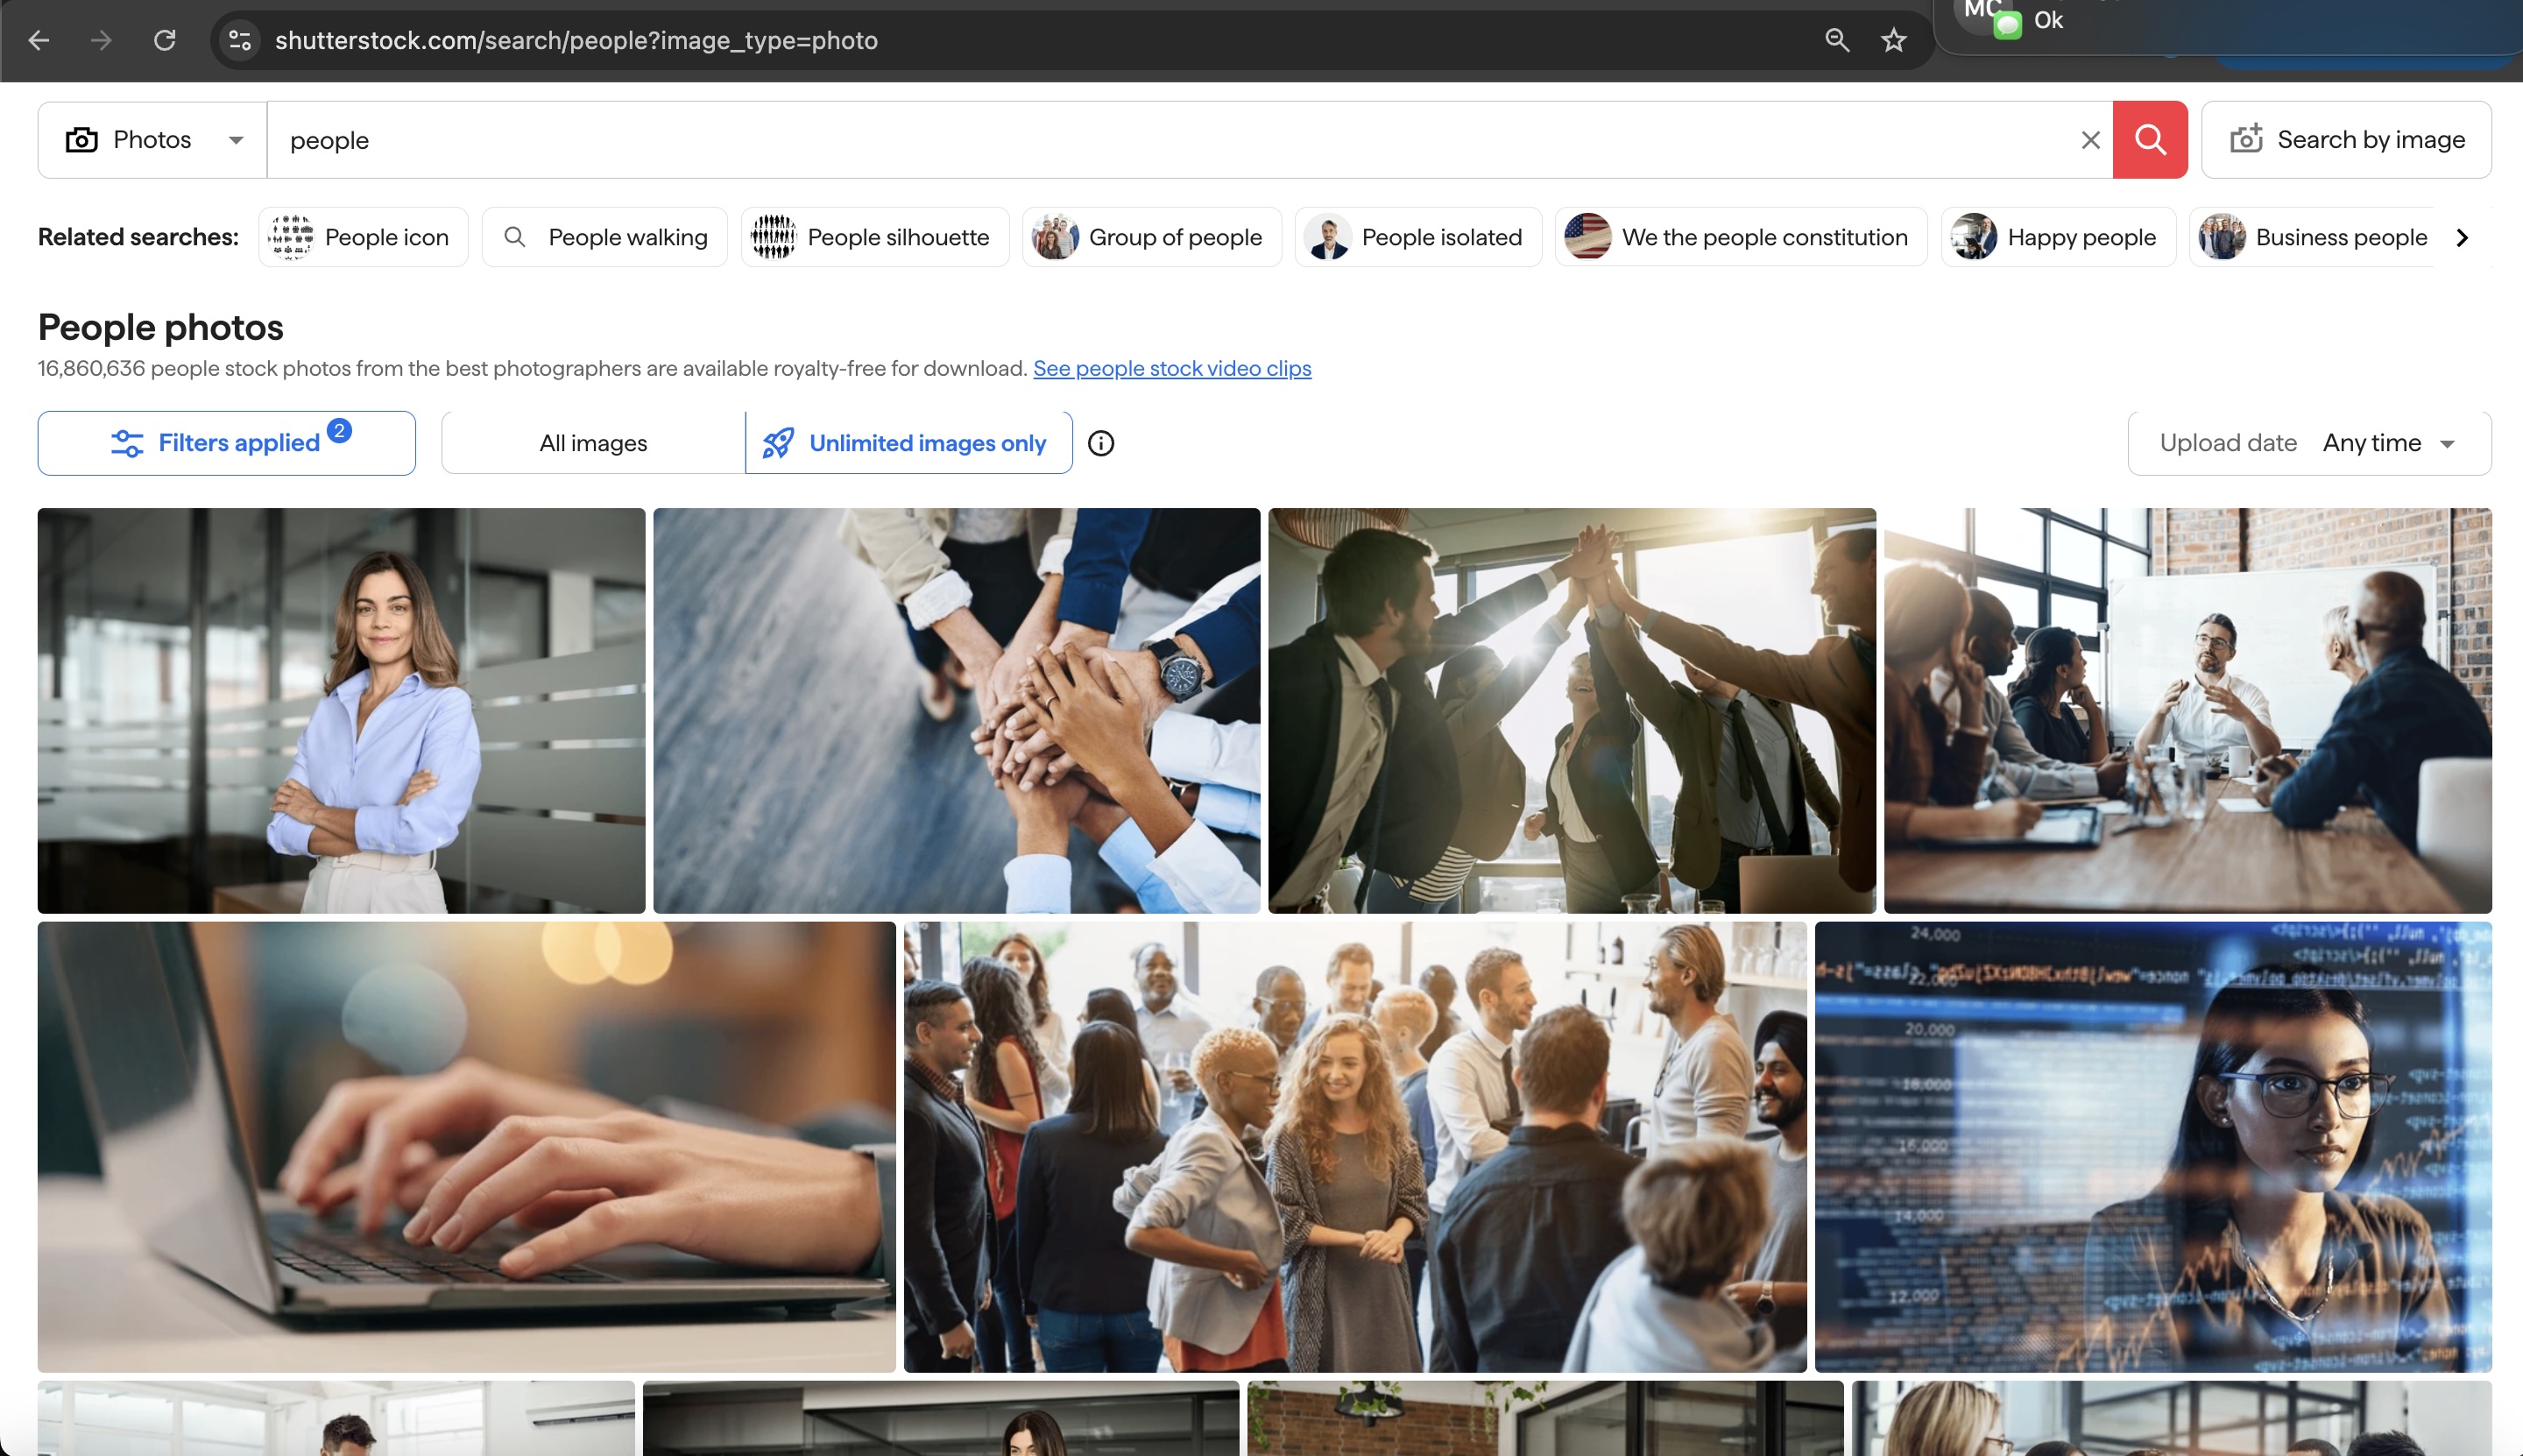 shutterstock.com/search/people?image_type=photo
MC
Ok
Photos
people
Search by image
Related searches:
People icon
People walking
People silhouette
Group of people
People isolated
We the people constitution
Happy people
Business people
People photos
16,860,636 people stock photos from the best photographers are available royalty-free for download. See people stock video clips
Filters applied 2
All images
Unlimited images only
Upload date Any time
24,000
22,000
20,000
18,000
16,000
14,000
12,000